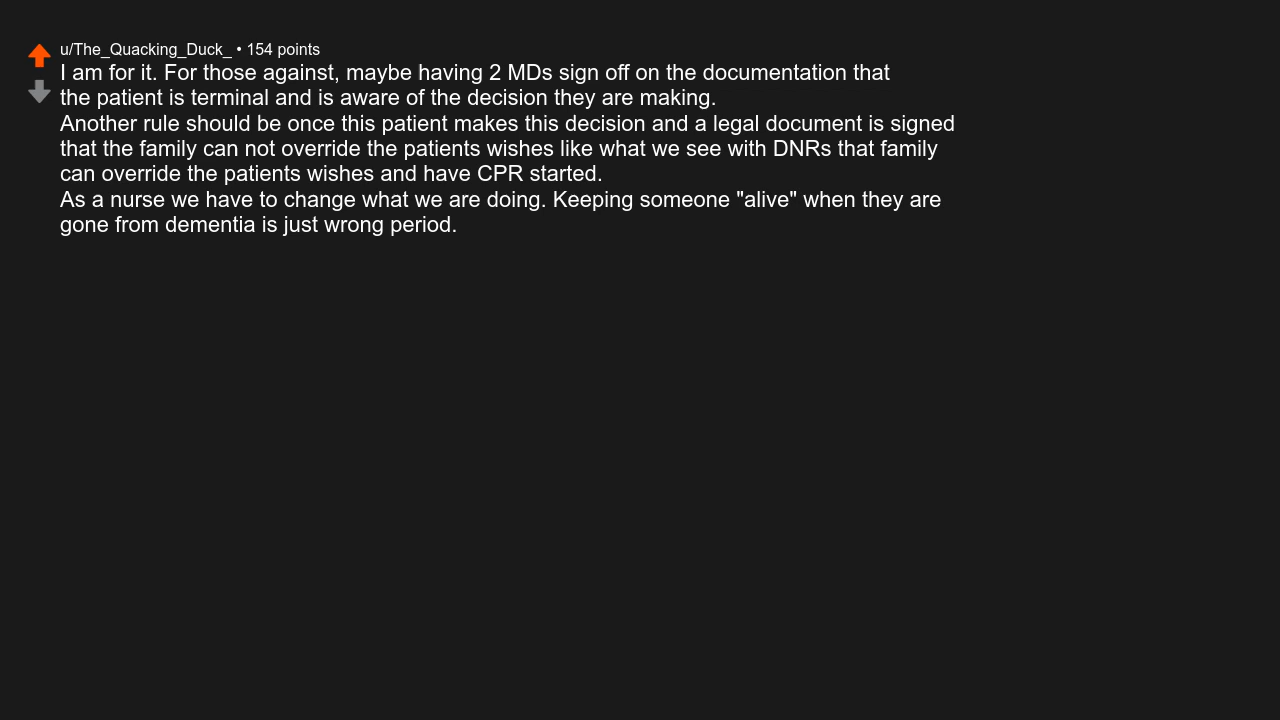 u/The_Quacking_Duck_ • 154 points
I am for it. For those against, maybe having 2 MDs sign off on the documentation that
the patient is terminal and is aware of the decision they are making.
Another rule should be once this patient makes this decision and a legal document is signed
that the family can not override the patients wishes like what we see with DNRs that family
can override the patients wishes and have CPR started.
As a nurse we have to change what we are doing. Keeping someone "alive" when they are
gone from dementia is just wrong period.